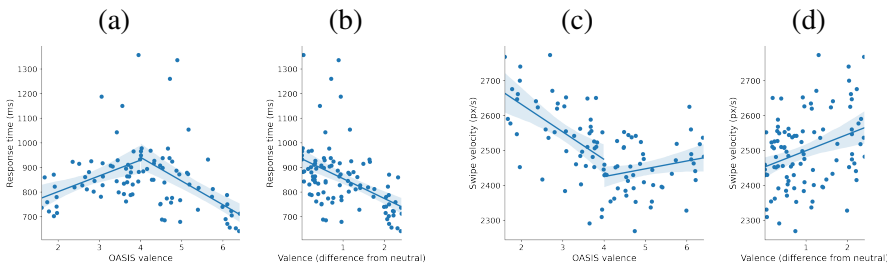 (a) (b) (c) (d)
Response time (ms)
1300
1200
1100
1000
900
800
700
2 3 4 5 6
OASIS valence
Response time (ms)
1300
1200
1100
1000
900
800
700
1 2
Valence (difference from neutral)
Swipe velocity (px/s)
2700
2600
2500
2400
2300
2 3 4 5 6
OASIS valence
Swipe velocity (px/s)
2700
2600
2500
2400
2300
1 2
Valence (difference from neutral)